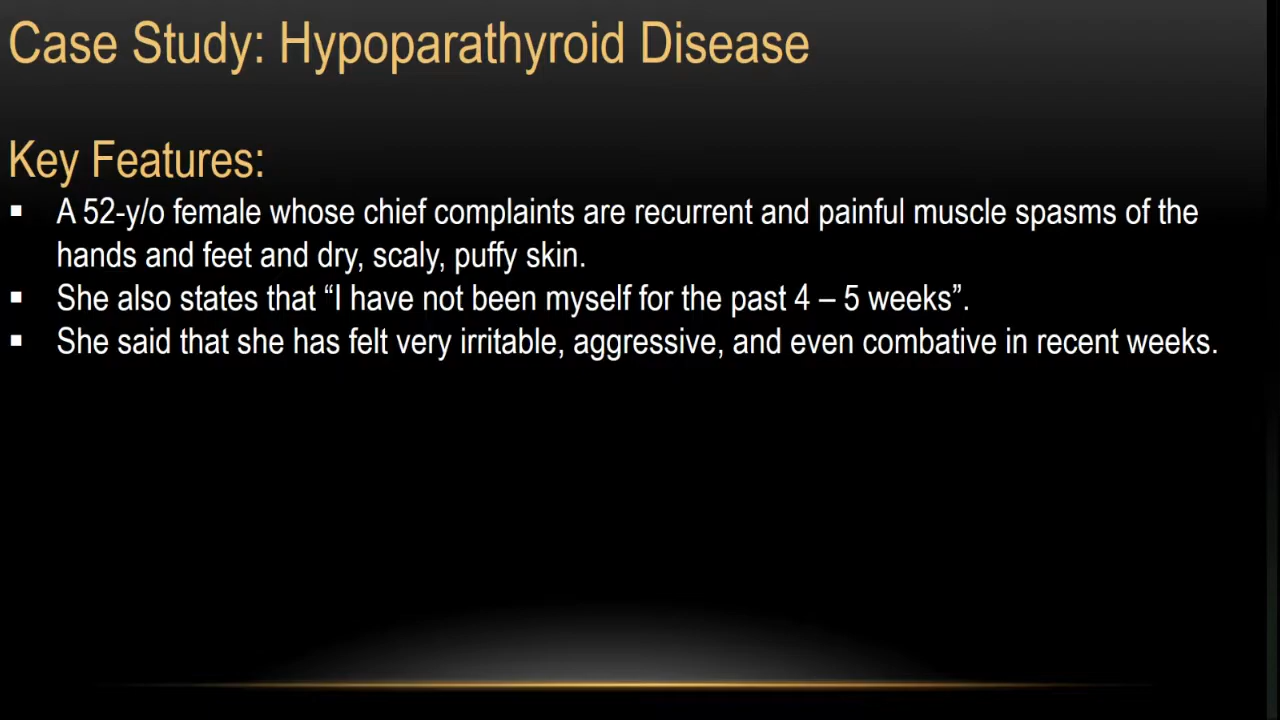 Case Study: Hypoparathyroid Disease
Key Features:
▪ A 52-y/o female whose chief complaints are recurrent and painful muscle spasms of the
hands and feet and dry, scaly, puffy skin.
▪ She also states that “I have not been myself for the past 4 – 5 weeks”.
▪ She said that she has felt very irritable, aggressive, and even combative in recent weeks.